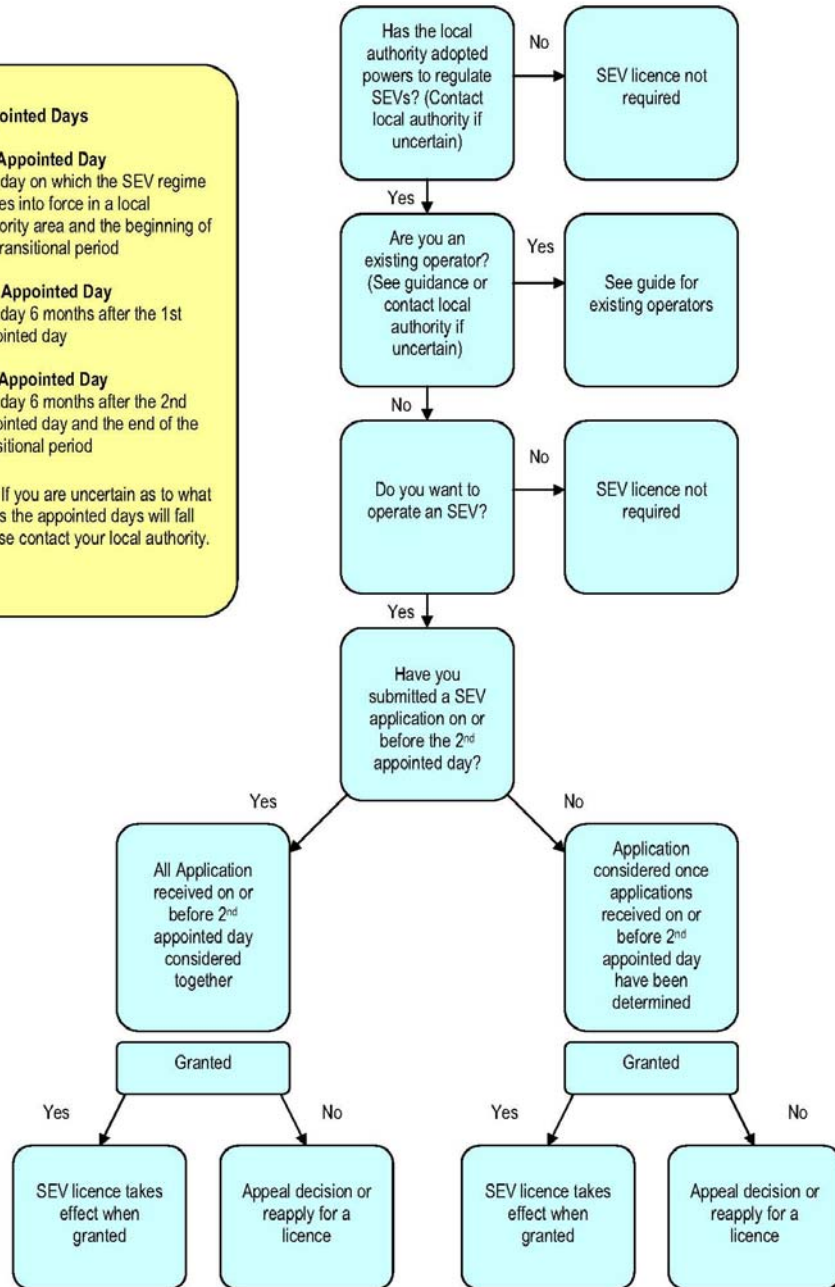 ointed Days
Appointed Day
day on which the SEV regime
es into force in a local
ority area and the beginning of
transitional period
Appointed Day
day 6 months after the 1st
ointed day
Appointed Day
day 6 months after the 2nd
ointed day and the end of the
sitional period
If you are uncertain as to what
s the appointed days will fall
se contact your local authority.
Has the local
authority adopted
powers to regulate
SEVs? (Contact
local authority if
uncertain)
No
SEV licence not
required
Yes
Are you an
existing operator?
(See guidance or
contact local
authority if
uncertain)
Yes
See guide for
existing operators
No
Do you want to
operate an SEV?
No
SEV licence not
required
Yes
Have you
submitted a SEV
application on or
before the 2nd
appointed day?
Yes
No
All Application
received on or
before 2nd
appointed day
considered
together
Application
considered once
applications
received on or
before 2nd
appointed day
have been
determined
Granted
Granted
Yes
No
Yes
No
SEV licence takes
effect when
granted
Appeal decision or
reapply for a
licence
SEV licence takes
effect when
granted
Appeal decision or
reapply for a
licence